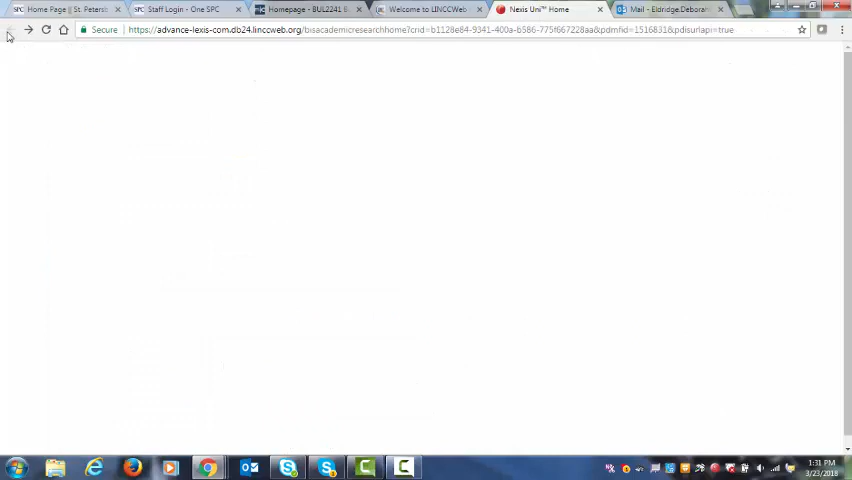 Home Page || St. Petersb
Staff Login - One SPC
Homepage - BUL2241 B
Welcome to LINCCWeb
Nexis Uni™ Home
Mail - Eldridge.Deborah
Secure
https://advance-lexis-com.db24.linccweb.org/bisacademicresearchhome?crid=b1128e84-9341-400a-b586-775f667228aa&pdmfid=1516831&pdisurlapi=true
1:31 PM
3/23/2018